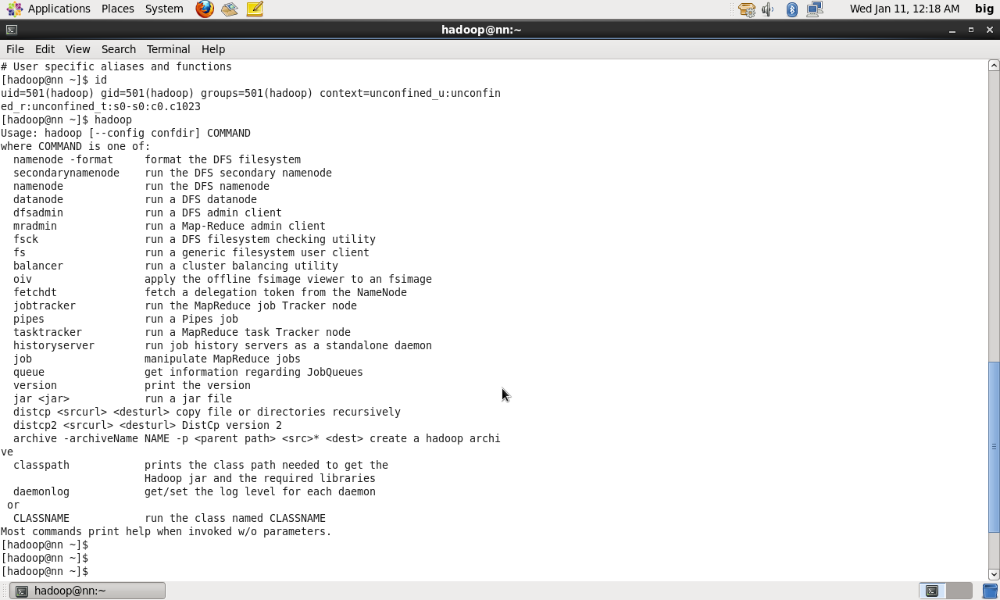 Applications Places System Wed Jan 11, 12:18 AM big
hadoop@nn:~
File Edit View Search Terminal Help
# User specific aliases and functions
[hadoop@nn ~]$ id
uid=501(hadoop) gid=501(hadoop) groups=501(hadoop) context=unconfined_u:unconfin
ed_r:unconfined_t:s0-s0:c0.c1023
[hadoop@nn ~]$ hadoop
Usage: hadoop [--config confdir] COMMAND
where COMMAND is one of:
  namenode -format     format the DFS filesystem
  secondarynamenode    run the DFS secondary namenode
  namenode             run the DFS namenode
  datanode             run a DFS datanode
  dfsadmin             run a DFS admin client
  mradmin              run a Map-Reduce admin client
  fsck                 run a DFS filesystem checking utility
  fs                   run a generic filesystem user client
  balancer             run a cluster balancing utility
  oiv                  apply the offline fsimage viewer to an fsimage
  fetchdt              fetch a delegation token from the NameNode
  jobtracker           run the MapReduce job Tracker node
  pipes                run a Pipes job
  tasktracker          run a MapReduce task Tracker node
  historyserver        run job history servers as a standalone daemon
  job                  manipulate MapReduce jobs
  queue                get information regarding JobQueues
  version              print the version
  jar <jar>            run a jar file
  distcp <srcurl> <desturl> copy file or directories recursively
  distcp2 <srcurl> <desturl> DistCp version 2
  archive -archiveName NAME -p <parent path> <src>* <dest> create a hadoop archi
ve
  classpath            prints the class path needed to get the
                       Hadoop jar and the required libraries
  daemonlog            get/set the log level for each daemon
 or
  CLASSNAME            run the class named CLASSNAME
Most commands print help when invoked w/o parameters.
[hadoop@nn ~]$
[hadoop@nn ~]$
[hadoop@nn ~]$
hadoop@nn:~